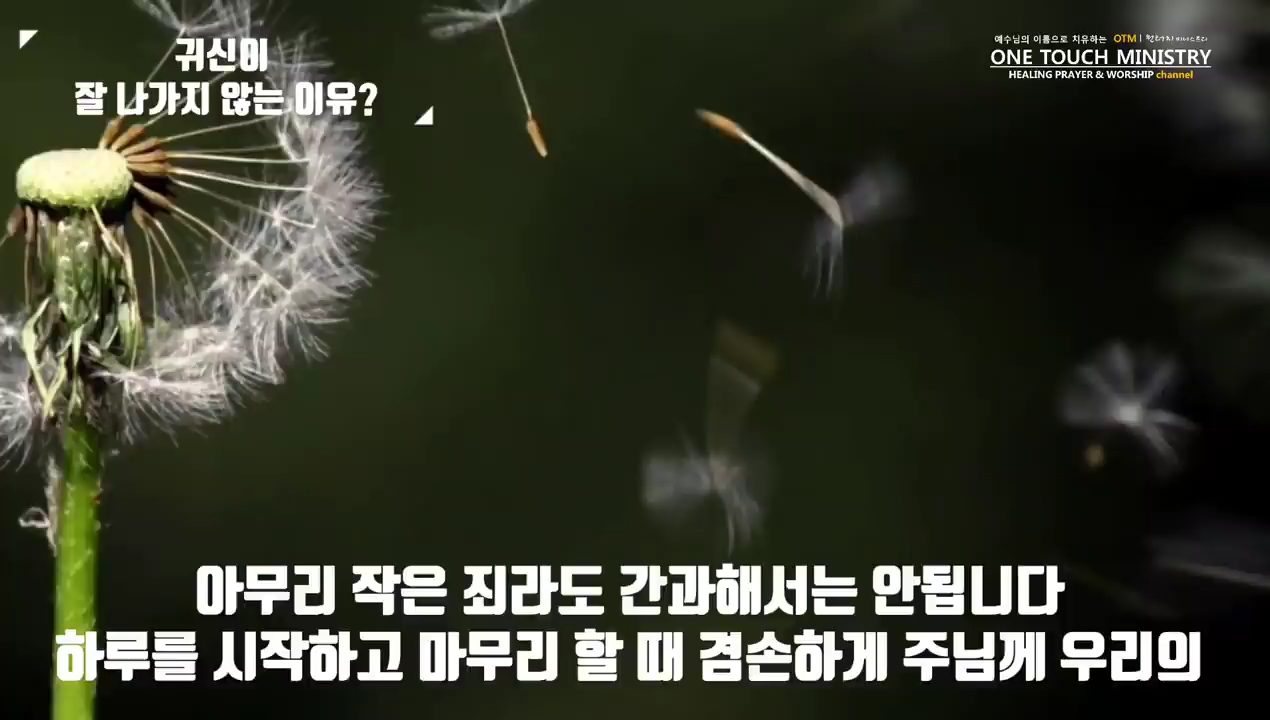 귀신이
잘 나가지 않는 이유?
예수님의 이름으로 치유하는 OTM | 원터치 미니스트리
ONE TOUCH MINISTRY
HEALING PRAYER & WORSHIP channel
아무리 작은 죄라도 간과해서는 안됩니다
하루를 시작하고 마무리 할 때 겸손하게 주님께 우리의